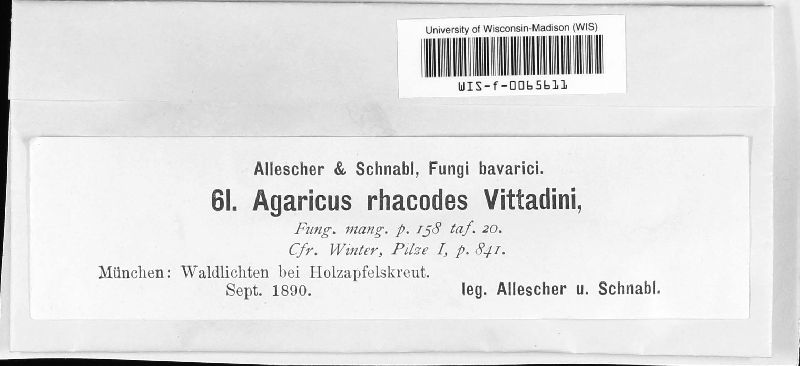 University of Wisconsin-Madison (WIS)
WIS-f-0065611
Allescher & Schnabl, Fungi bavarici.
61. Agaricus rhacodes Vittadini,
Fung. mang. p. 158 taf. 20.
Cfr. Winter, Pilze I, p. 841.
München: Waldlichten bei Holzapfelskreut.
Sept. 1890. leg. Allescher u. Schnabl.